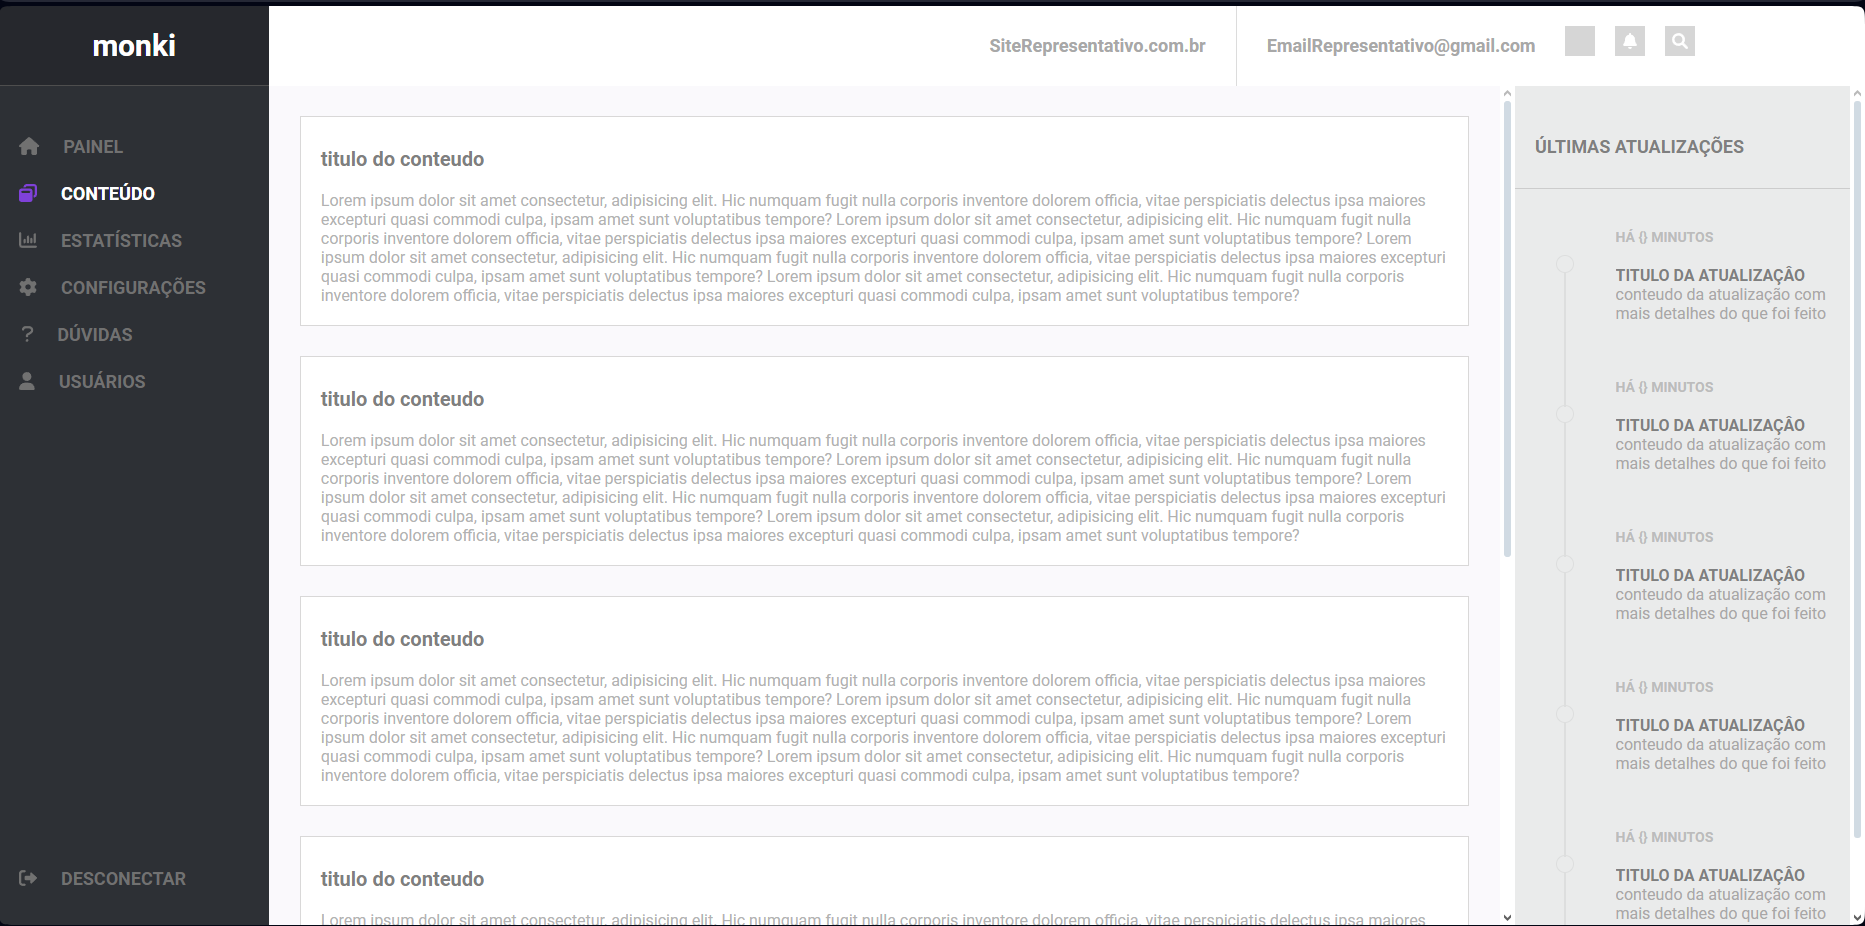 monki
SiteRepresentativo.com.br
EmailRepresentativo@gmail.com
PAINEL
CONTEÚDO
ESTATÍSTICAS
CONFIGURAÇÕES
DÚVIDAS
USUÁRIOS
DESCONECTAR
titulo do conteudo
Lorem ipsum dolor sit amet consectetur, adipisicing elit. Hic numquam fugit nulla corporis inventore dolorem officia, vitae perspiciatis delectus ipsa maiores
excepturi quasi commodi culpa, ipsam amet sunt voluptatibus tempore? Lorem ipsum dolor sit amet consectetur, adipisicing elit. Hic numquam fugit nulla
corporis inventore dolorem officia, vitae perspiciatis delectus ipsa maiores excepturi quasi commodi culpa, ipsam amet sunt voluptatibus tempore? Lorem
ipsum dolor sit amet consectetur, adipisicing elit. Hic numquam fugit nulla corporis inventore dolorem officia, vitae perspiciatis delectus ipsa maiores excepturi
quasi commodi culpa, ipsam amet sunt voluptatibus tempore? Lorem ipsum dolor sit amet consectetur, adipisicing elit. Hic numquam fugit nulla corporis
inventore dolorem officia, vitae perspiciatis delectus ipsa maiores excepturi quasi commodi culpa, ipsam amet sunt voluptatibus tempore?
titulo do conteudo
Lorem ipsum dolor sit amet consectetur, adipisicing elit. Hic numquam fugit nulla corporis inventore dolorem officia, vitae perspiciatis delectus ipsa maiores
excepturi quasi commodi culpa, ipsam amet sunt voluptatibus tempore? Lorem ipsum dolor sit amet consectetur, adipisicing elit. Hic numquam fugit nulla
corporis inventore dolorem officia, vitae perspiciatis delectus ipsa maiores excepturi quasi commodi culpa, ipsam amet sunt voluptatibus tempore? Lorem
ipsum dolor sit amet consectetur, adipisicing elit. Hic numquam fugit nulla corporis inventore dolorem officia, vitae perspiciatis delectus ipsa maiores excepturi
quasi commodi culpa, ipsam amet sunt voluptatibus tempore? Lorem ipsum dolor sit amet consectetur, adipisicing elit. Hic numquam fugit nulla corporis
inventore dolorem officia, vitae perspiciatis delectus ipsa maiores excepturi quasi commodi culpa, ipsam amet sunt voluptatibus tempore?
titulo do conteudo
Lorem ipsum dolor sit amet consectetur, adipisicing elit. Hic numquam fugit nulla corporis inventore dolorem officia, vitae perspiciatis delectus ipsa maiores
excepturi quasi commodi culpa, ipsam amet sunt voluptatibus tempore? Lorem ipsum dolor sit amet consectetur, adipisicing elit. Hic numquam fugit nulla
corporis inventore dolorem officia, vitae perspiciatis delectus ipsa maiores excepturi quasi commodi culpa, ipsam amet sunt voluptatibus tempore? Lorem
ipsum dolor sit amet consectetur, adipisicing elit. Hic numquam fugit nulla corporis inventore dolorem officia, vitae perspiciatis delectus ipsa maiores excepturi
quasi commodi culpa, ipsam amet sunt voluptatibus tempore? Lorem ipsum dolor sit amet consectetur, adipisicing elit. Hic numquam fugit nulla corporis
inventore dolorem officia, vitae perspiciatis delectus ipsa maiores excepturi quasi commodi culpa, ipsam amet sunt voluptatibus tempore?
titulo do conteudo
Lorem ipsum dolor sit amet consectetur, adipisicing elit. Hic numquam fugit nulla corporis inventore dolorem officia, vitae perspiciatis delectus ipsa maiores
ÚLTIMAS ATUALIZAÇÕES
HÁ {} MINUTOS
TITULO DA ATUALIZAÇÂO
conteudo da atualização com
mais detalhes do que foi feito
HÁ {} MINUTOS
TITULO DA ATUALIZAÇÂO
conteudo da atualização com
mais detalhes do que foi feito
HÁ {} MINUTOS
TITULO DA ATUALIZAÇÂO
conteudo da atualização com
mais detalhes do que foi feito
HÁ {} MINUTOS
TITULO DA ATUALIZAÇÂO
conteudo da atualização com
mais detalhes do que foi feito
HÁ {} MINUTOS
TITULO DA ATUALIZAÇÂO
conteudo da atualização com
mais detalhes do que foi feito